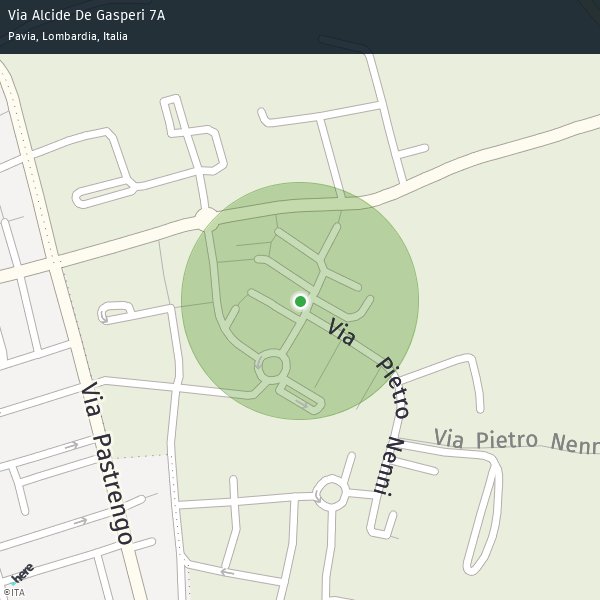 Via Alcide De Gasperi 7A
Pavia, Lombardia, Italia
Via Pietro Nenni
Via Pietro Nenn
Via Pastrengo
here
©ITA